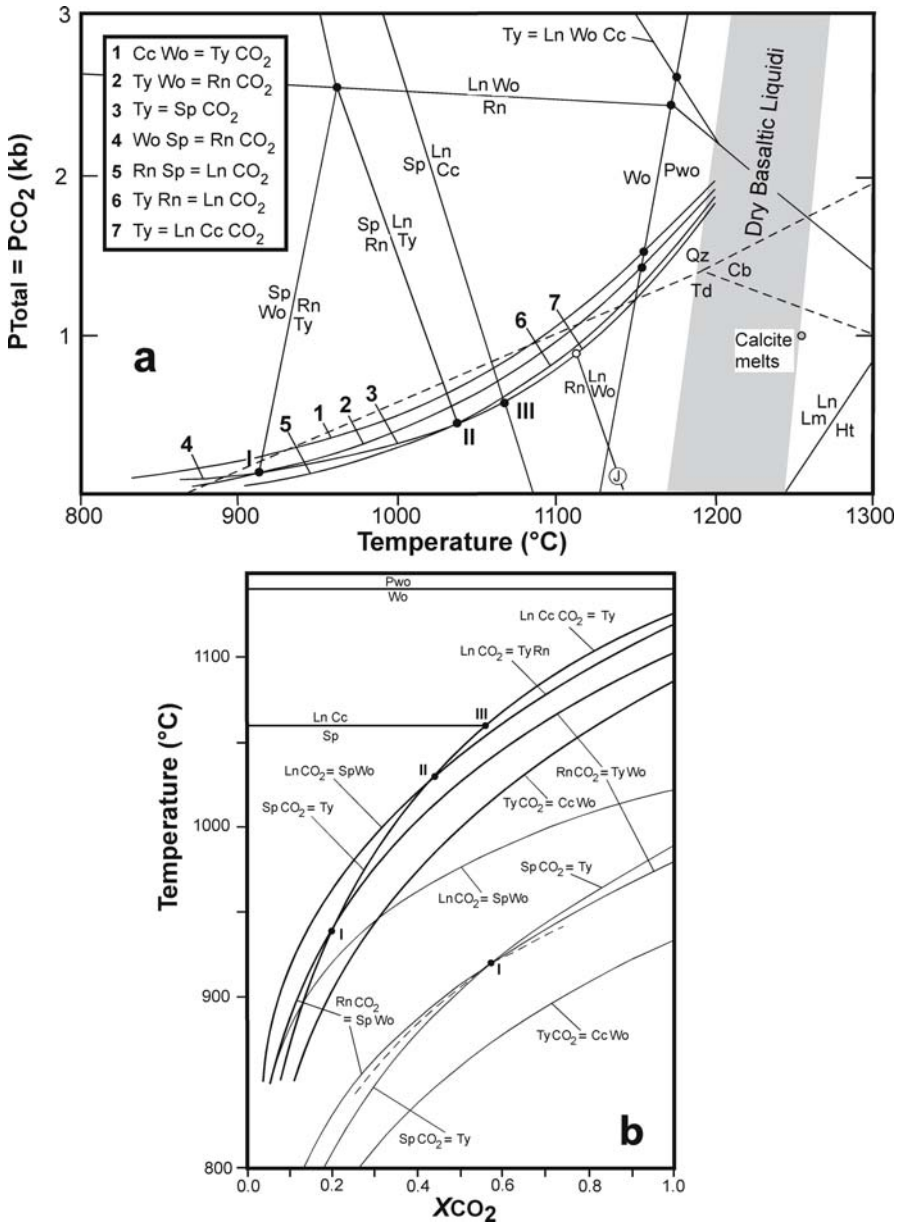 3
2
1
PTotal = PCO2 (kb)
1 Cc Wo = Ty CO2
2 Ty Wo = Rn CO2
3 Ty = Sp CO2
4 Wo Sp = Rn CO2
5 Rn Sp = Ln CO2
6 Ty Rn = Ln CO2
7 Ty = Ln Cc CO2
Ty = Ln Wo Cc
Ln Wo
Rn
Sp Ln
Cc
Wo Pwo
Dry Basaltic Liquidi
Sp Ln
Rn Ty
Sp Rn
Wo Ty
Qz Cb
Td
Calcite
melts
Ln
Lm Ht
Rn Ln
Wo
J
a
1
2
3
4
5
6
7
I
II
III
800
900
1000
1100
1200
1300
Temperature (°C)
Pwo
Wo
Ln Cc CO2 = Ty
Ln CO2 = Ty Rn
1100
Ln Cc
Sp
III
II
Ln CO2 = Sp Wo
Sp CO2 = Ty
Rn CO2 = Ty Wo
Ty CO2 = Cc Wo
1000
Temperature (°C)
Sp CO2 = Ty
Ln CO2 = Sp Wo
I
I
900
Rn CO2
= Sp Wo
Ty CO2 = Cc Wo
Sp CO2 = Ty
b
800
0.0
0.2
0.4
0.6
0.8
1.0
XCO2